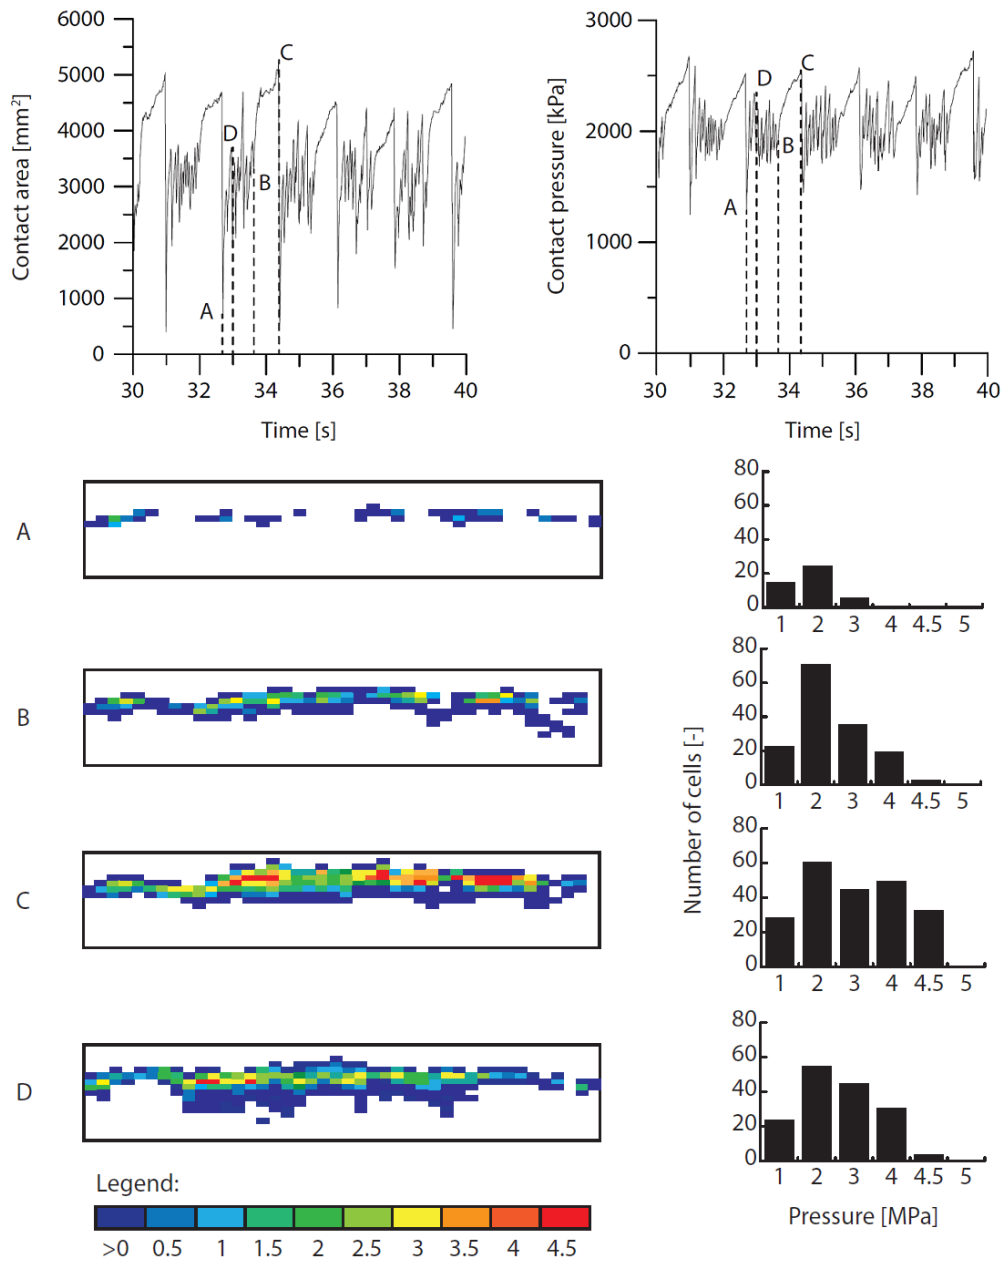 6000
5000
4000
3000
2000
1000
0
Contact area [mm²]
30 32 34 36 38 40
Time [s]
A
B
C
D
3000
2000
1000
0
Contact pressure [kPa]
30 32 34 36 38 40
Time [s]
A
B
C
D
A
80
60
40
20
0
1 2 3 4 4.5 5
B
80
60
40
20
0
1 2 3 4 4.5 5
Number of cells [-]
C
80
60
40
20
0
1 2 3 4 4.5 5
D
80
60
40
20
0
1 2 3 4 4.5 5
Pressure [MPa]
Legend:
>0 0.5 1 1.5 2 2.5 3 3.5 4 4.5